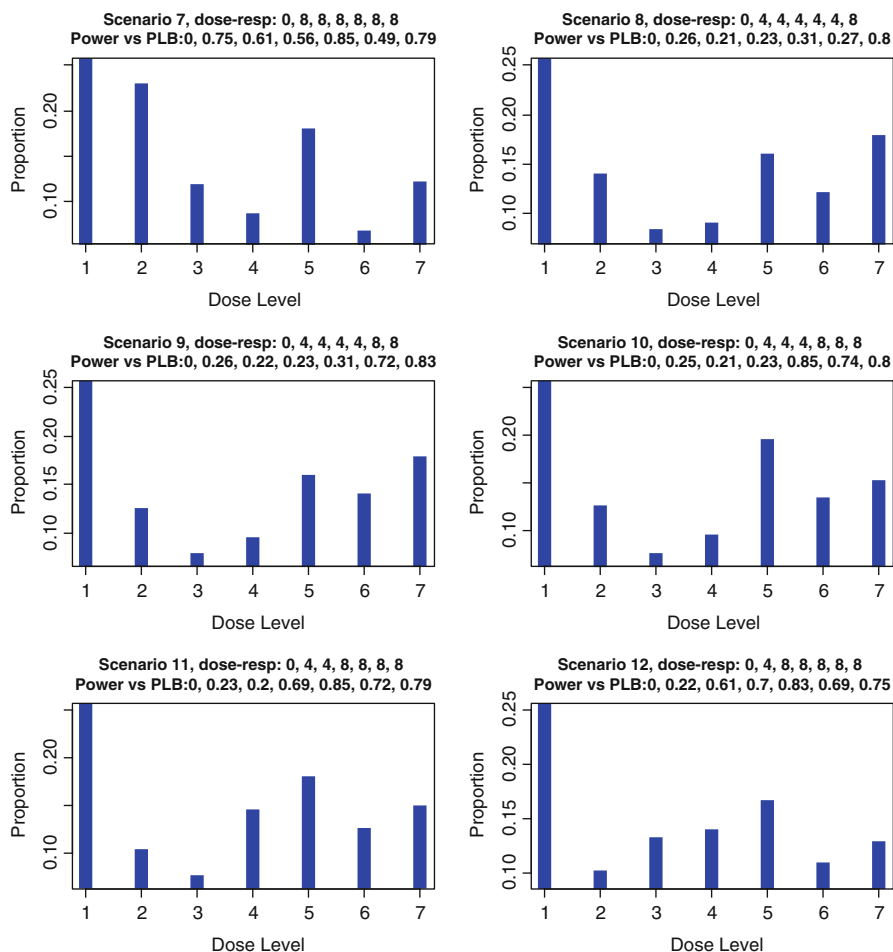 Scenario 7, dose-resp: 0, 8, 8, 8, 8, 8, 8
Power vs PLB:0, 0.75, 0.61, 0.56, 0.85, 0.49, 0.79
Proportion
0.20
0.10
1 2 3 4 5 6 7
Dose Level
Scenario 8, dose-resp: 0, 4, 4, 4, 4, 4, 8
Power vs PLB:0, 0.26, 0.21, 0.23, 0.31, 0.27, 0.8
Proportion
0.25
0.20
0.15
0.10
1 2 3 4 5 6 7
Dose Level
Scenario 9, dose-resp: 0, 4, 4, 4, 4, 8, 8
Power vs PLB:0, 0.26, 0.22, 0.23, 0.31, 0.72, 0.83
Proportion
0.25
0.20
0.15
0.10
1 2 3 4 5 6 7
Dose Level
Scenario 10, dose-resp: 0, 4, 4, 4, 8, 8, 8
Power vs PLB:0, 0.25, 0.21, 0.23, 0.85, 0.74, 0.8
Proportion
0.20
0.10
1 2 3 4 5 6 7
Dose Level
Scenario 11, dose-resp: 0, 4, 4, 8, 8, 8, 8
Power vs PLB:0, 0.23, 0.2, 0.69, 0.85, 0.72, 0.79
Proportion
0.20
0.10
1 2 3 4 5 6 7
Dose Level
Scenario 12, dose-resp: 0, 4, 8, 8, 8, 8, 8
Power vs PLB:0, 0.22, 0.61, 0.7, 0.83, 0.69, 0.75
Proportion
0.25
0.20
0.15
0.10
1 2 3 4 5 6 7
Dose Level